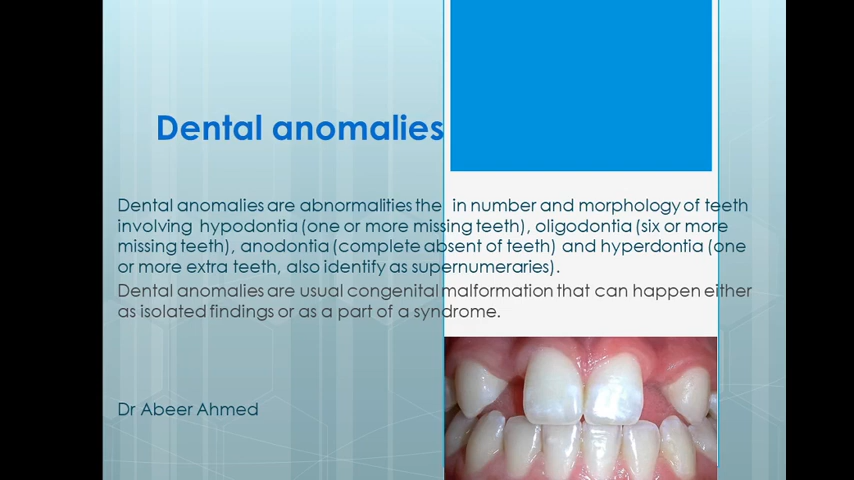 Dental anomalies
Dental anomalies are abnormalities the in number and morphology of teeth
involving hypodontia (one or more missing teeth), oligodontia (six or more
missing teeth), anodontia (complete absent of teeth) and hyperdontia (one
or more extra teeth, also identify as supernumeraries).
Dental anomalies are usual congenital malformation that can happen either
as isolated findings or as a part of a syndrome.
Dr Abeer Ahmed